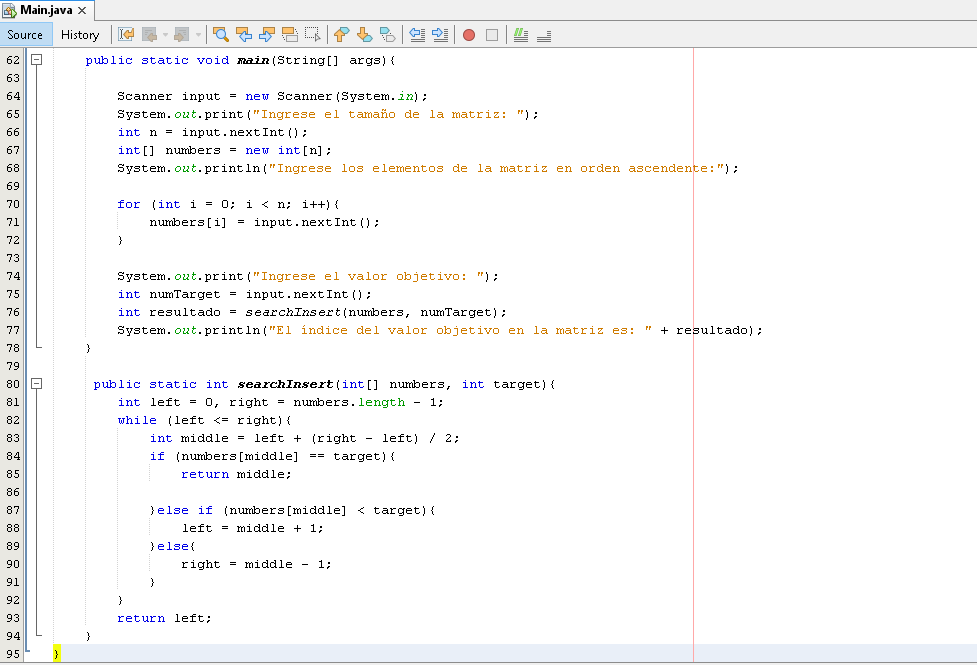 Main.java
Source History
62 public static void main(String[] args){
63
64 Scanner input = new Scanner(System.in);
65 System.out.print("Ingrese el tamaño de la matriz: ");
66 int n = input.nextInt();
67 int[] numbers = new int[n];
68 System.out.println("Ingrese los elementos de la matriz en orden ascendente:");
69
70 for (int i = 0; i < n; i++){
71 numbers[i] = input.nextInt();
72 }
73
74 System.out.print("Ingrese el valor objetivo: ");
75 int numTarget = input.nextInt();
76 int resultado = searchInsert(numbers, numTarget);
77 System.out.println("El índice del valor objetivo en la matriz es: " + resultado);
78 }
79
80 public static int searchInsert(int[] numbers, int target){
81 int left = 0, right = numbers.length - 1;
82 while (left <= right){
83 int middle = left + (right - left) / 2;
84 if (numbers[middle] == target){
85 return middle;
86
87 }else if (numbers[middle] < target){
88 left = middle + 1;
89 }else{
90 right = middle - 1;
91 }
92 }
93 return left;
94 }
95 }